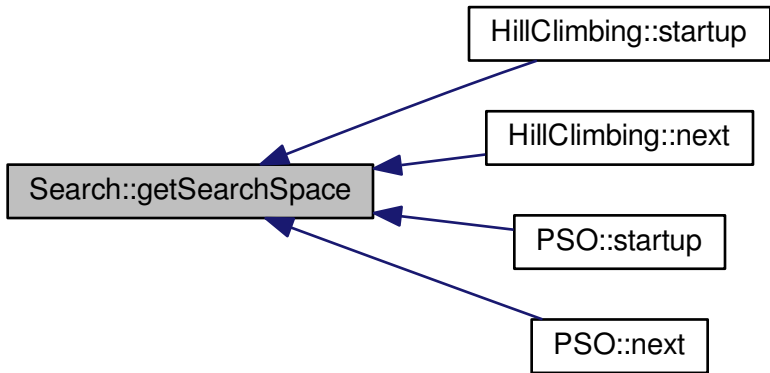 HillClimbing::startup
HillClimbing::next
Search::getSearchSpace
PSO::startup
PSO::next